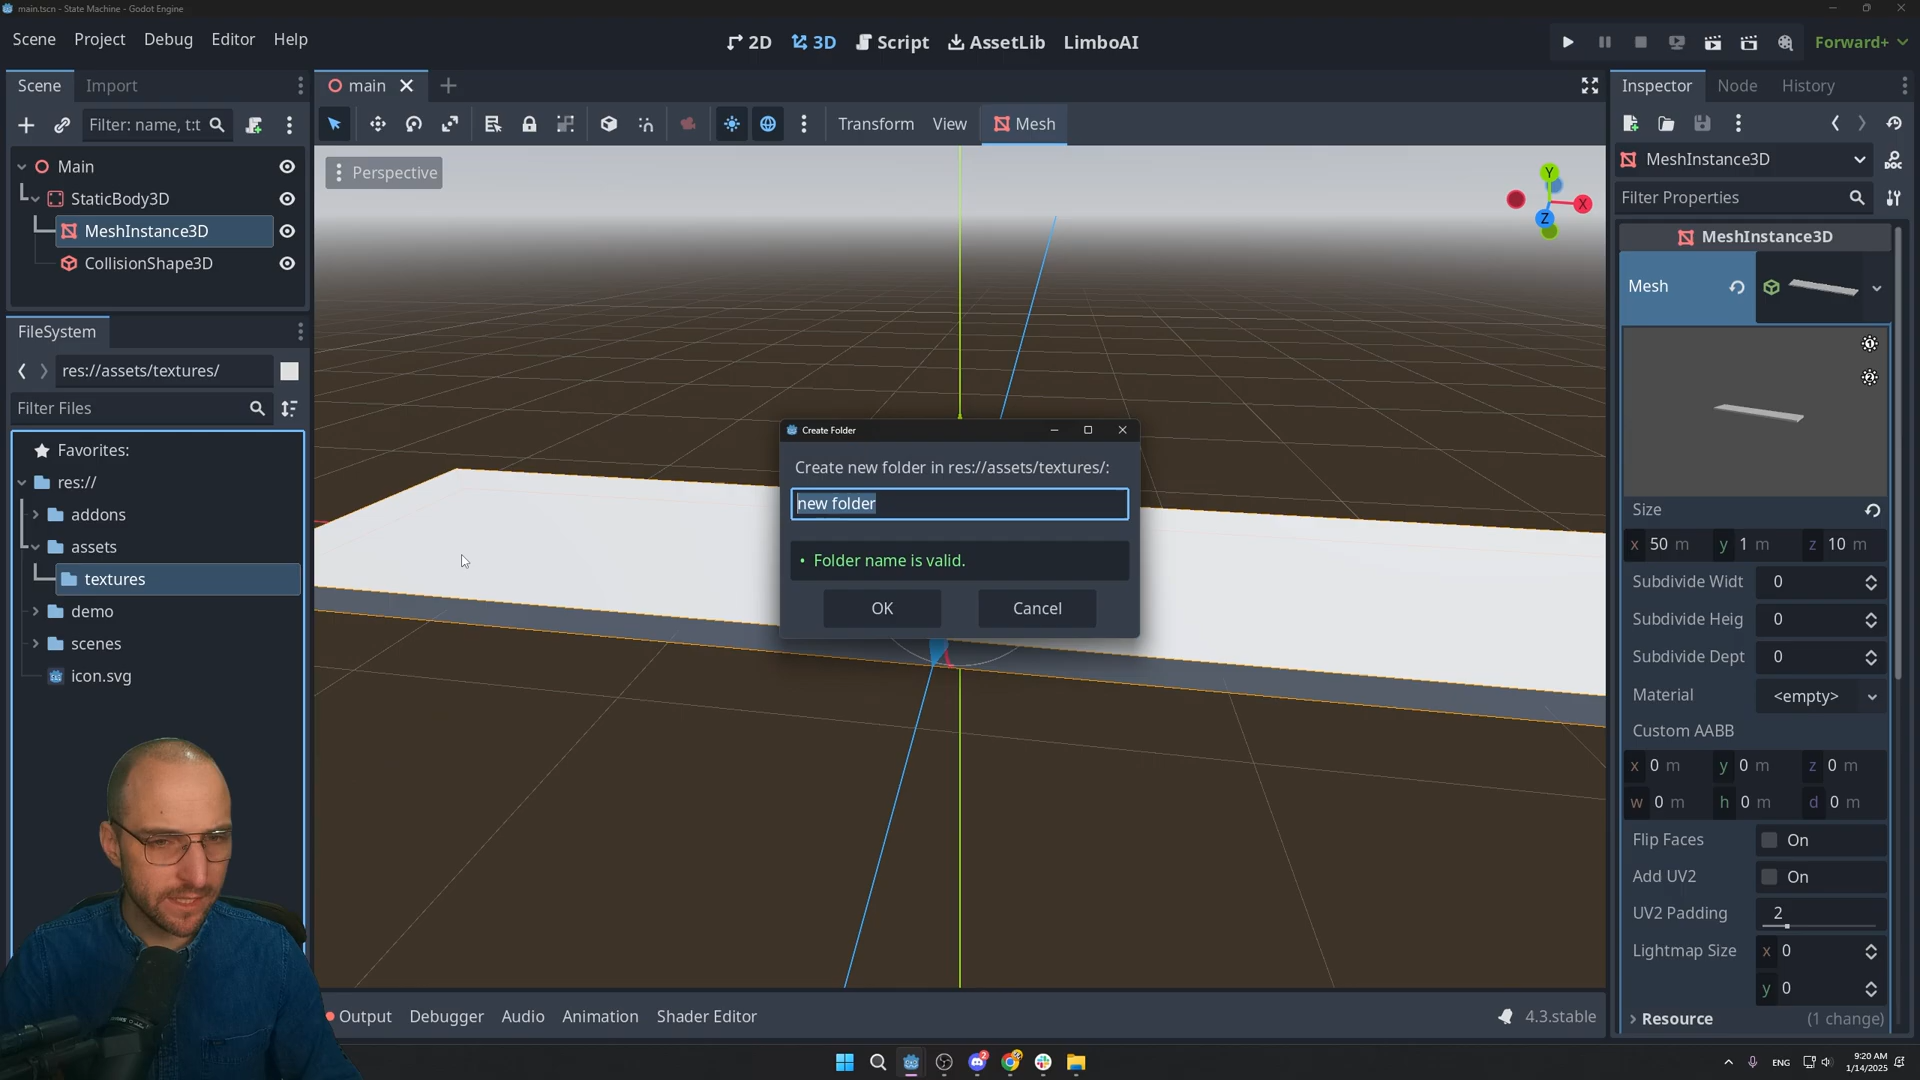 main.tscn - State Machine - Godot Engine
Scene Project Debug Editor Help
2D 3D Script AssetLib LimboAI
Forward+
Scene Import
Filter: name, t:t
Main
StaticBody3D
MeshInstance3D
CollisionShape3D
FileSystem
res://assets/textures/
Filter Files
Favorites:
res://
addons
assets
textures
demo
scenes
icon.svg
main
Transform View Mesh
Perspective
Y
X
Z
Create Folder
Create new folder in res://assets/textures/:
new folder
• Folder name is valid.
OK Cancel
Output Debugger Audio Animation Shader Editor
4.3.stable
Inspector Node History
MeshInstance3D
Filter Properties
MeshInstance3D
Mesh
Size
x 50 m y 1 m z 10 m
Subdivide Widt 0
Subdivide Heig 0
Subdivide Dept 0
Material <empty>
Custom AABB
x 0 m y 0 m z 0 m
w 0 m h 0 m d 0 m
Flip Faces On
Add UV2 On
UV2 Padding 2
Lightmap Size x 0
y 0
Resource (1 change)
2
ENG
9:20 AM
1/14/2025